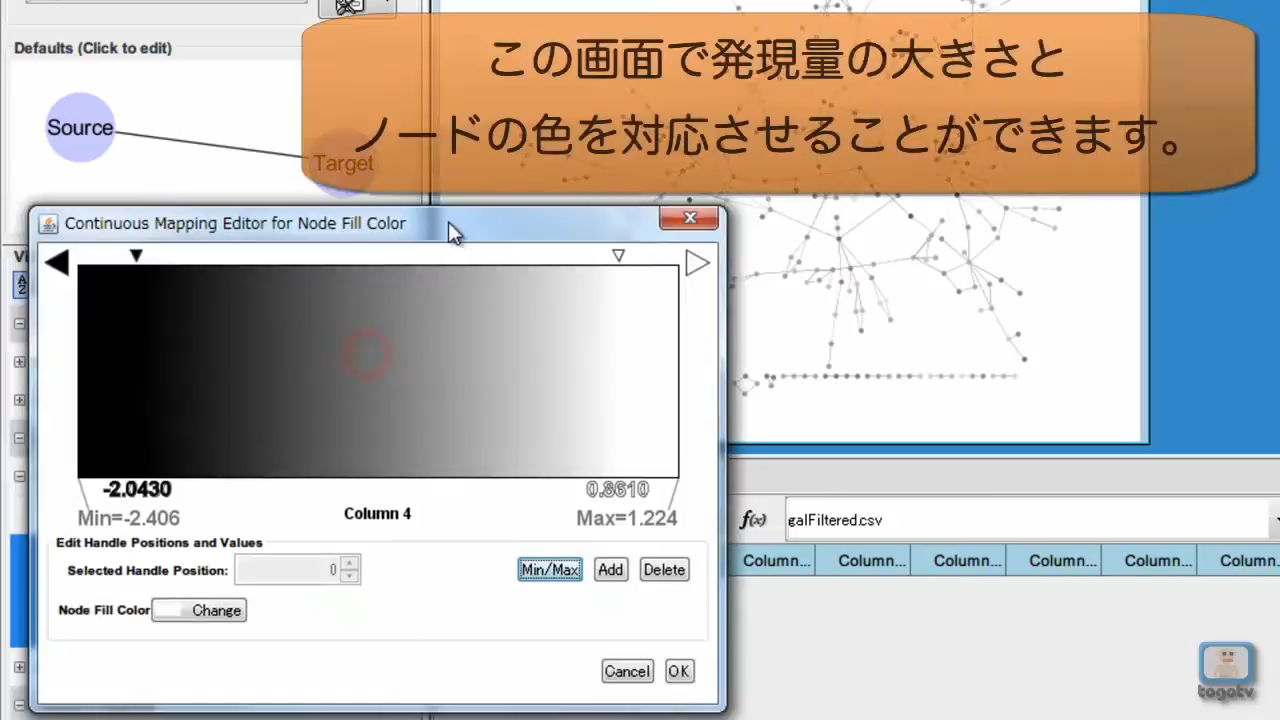 Defaults (Click to edit)
この画面で発現量の大きさと
ノードの色を対応させることができます。
Source
Target
Continuous Mapping Editor for Node Fill Color
-2.0430
0.8610
Min=-2.406
Column 4
Max=1.224
Edit Handle Positions and Values
Selected Handle Position:
0
Min/Max
Add
Delete
Node Fill Color
Change
Cancel
OK
f(x)
galFiltered.csv
Column... Column... Column... Column... Column... Column.
togotv